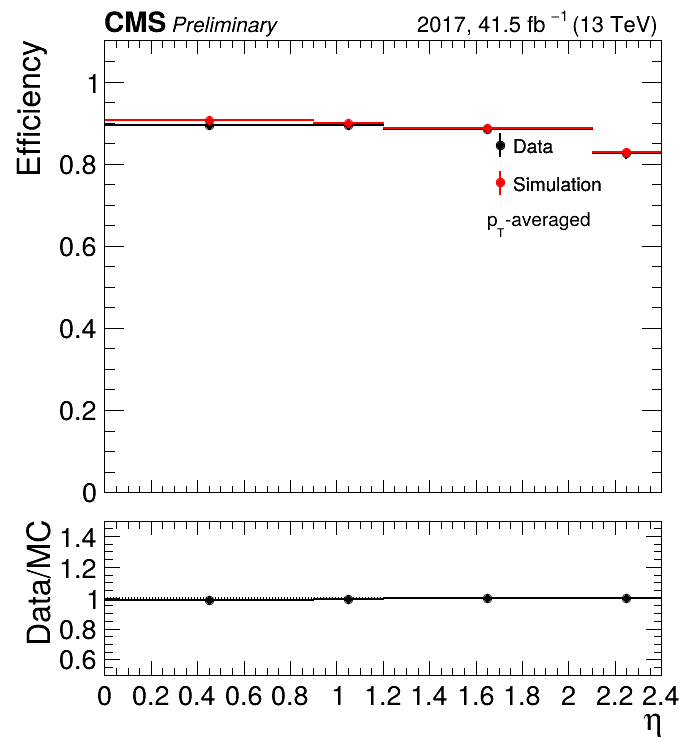 CMS Preliminary 2017, 41.5 fb⁻¹ (13 TeV)
Efficiency
1
0.8
0.6
0.4
0.2
0
Data
Simulation
p_T-averaged
Data/MC
1.4
1.2
1
0.8
0.6
0 0.2 0.4 0.6 0.8 1 1.2 1.4 1.6 1.8 2 2.2 2.4
η